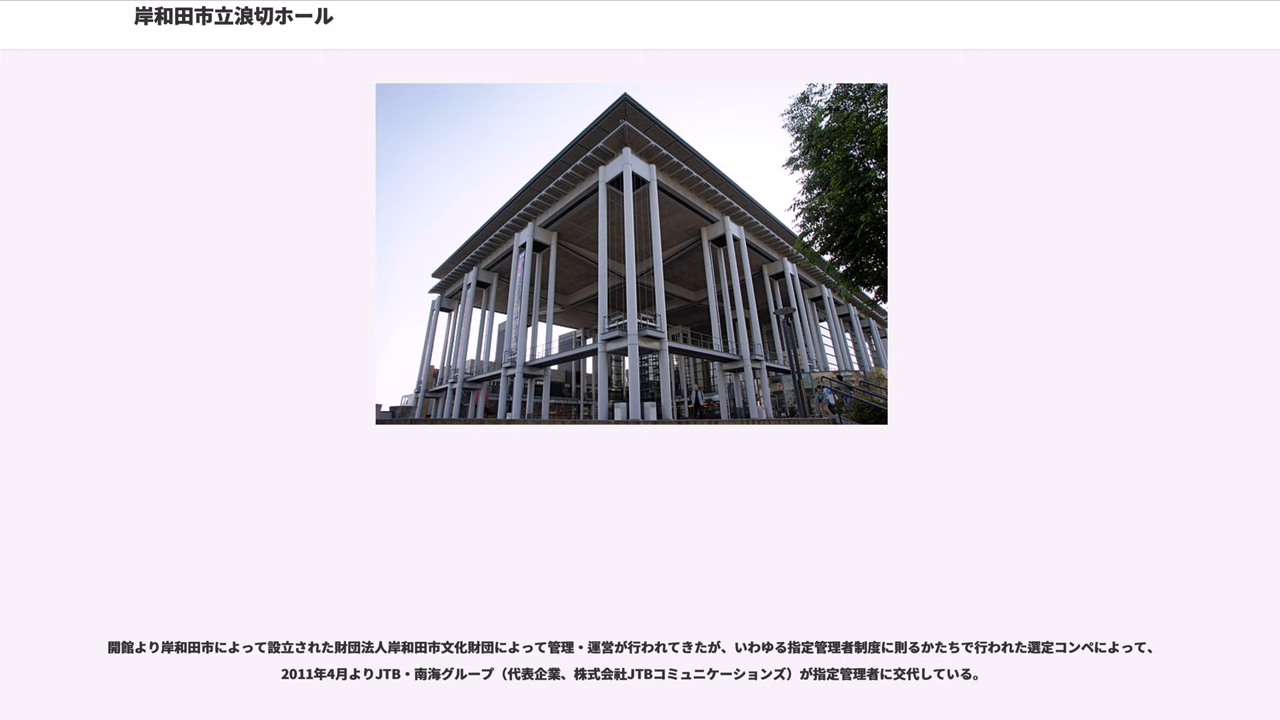 岸和田市立浪切ホール
開館より岸和田市によって設立された財団法人岸和田市文化財団によって管理・運営が行われてきたが、いわゆる指定管理者制度に則るかたちで行われた選定コンペによって、
2011年4月よりJTB・南海グループ（代表企業、株式会社JTBコミュニケーションズ）が指定管理者に交代している。